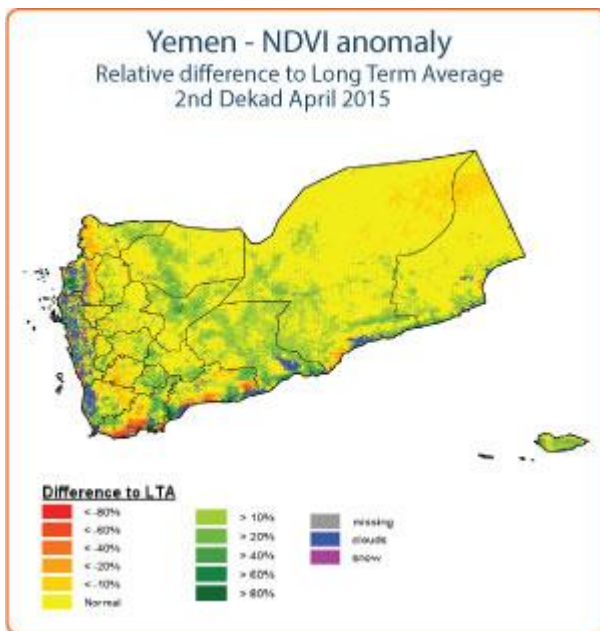 Yemen - NDVI anomaly
Relative difference to Long Term Average
2nd Dekad April 2015
Difference to LTA
< -80%
< -60%
< -40%
< -20%
< -10%
Normal
> 10%
> 20%
> 40%
> 60%
> 80%
missing
clouds
snow